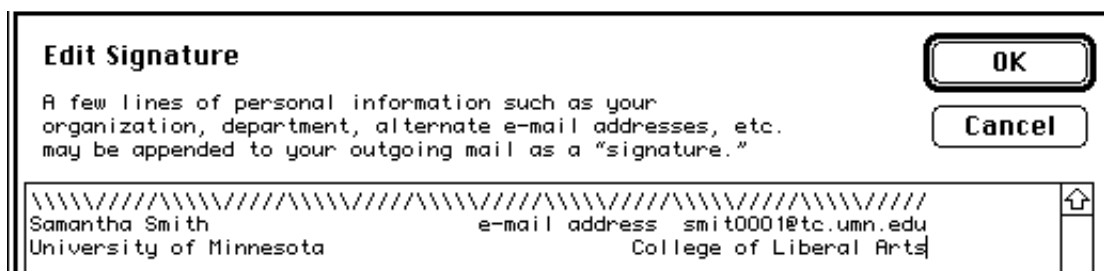 Edit Signature
OK
A few lines of personal information such as your
organization, department, alternate e-mail addresses, etc.
may be appended to your outgoing mail as a “signature.”
Cancel
\\\\\/////\\\\\/////\\\\\/////\\\\\/////\\\\\/////\\\\\/////\\\\\/////
Samantha Smith e-mail address smit0001@tc.umn.edu
University of Minnesota College of Liberal Arts